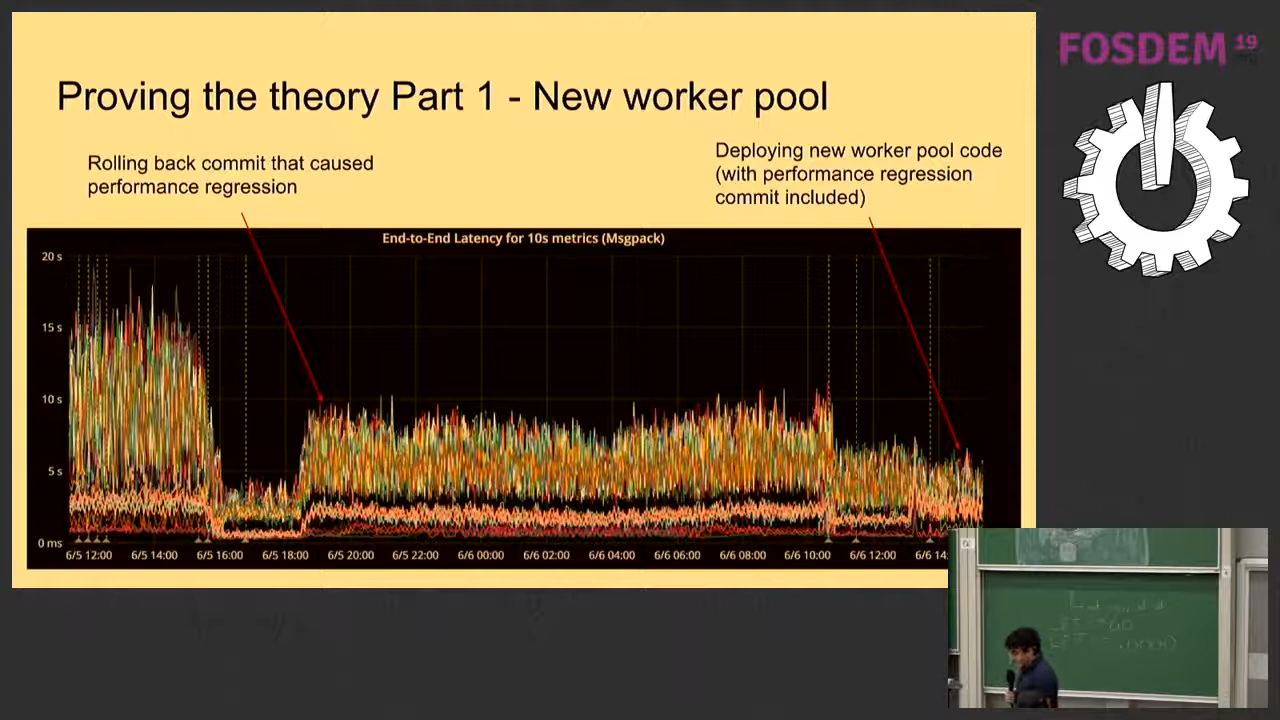 FOSDEM 19
Proving the theory Part 1 - New worker pool
Rolling back commit that caused
performance regression
Deploying new worker pool code
(with performance regression
commit included)
End-to-End Latency for 10s metrics (Msgpack)
20 s
15 s
10 s
5 s
0 ms
6/5 12:00
6/5 14:00
6/5 16:00
6/5 18:00
6/5 20:00
6/5 22:00
6/6 00:00
6/6 02:00
6/6 04:00
6/6 06:00
6/6 08:00
6/6 10:00
6/6 12:00
6/6 14: